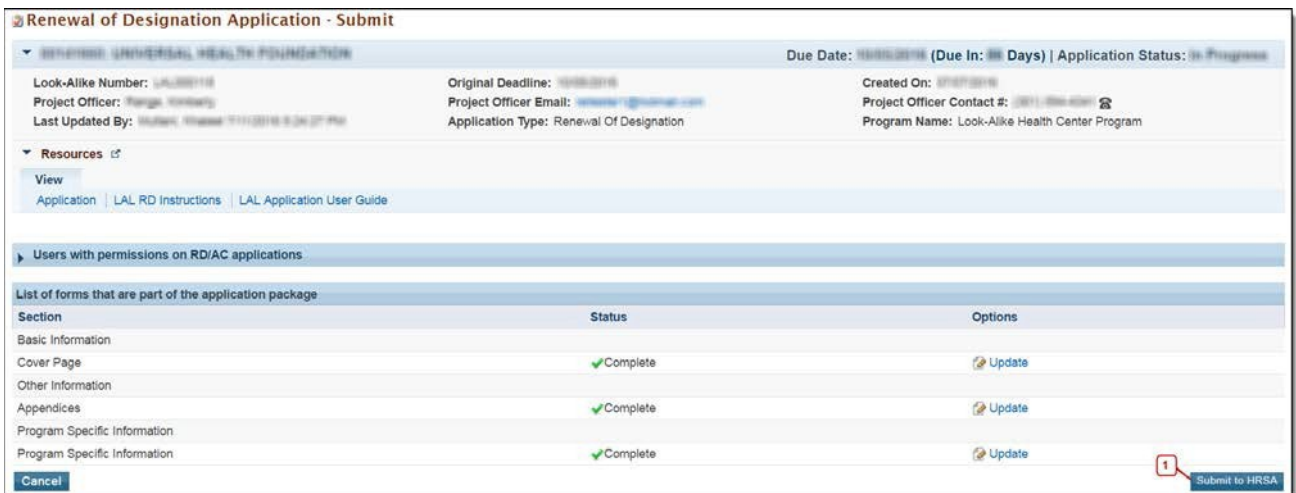 Renewal of Designation Application - Submit
UNIVERSAL HEALTH FOUNDATION Due Date: (Due In: Days) | Application Status: In Progress
Look-Alike Number: Original Deadline: Created On:
Project Officer: Project Officer Email: Project Officer Contact #:
Last Updated By: Application Type: Renewal Of Designation Program Name: Look-Alike Health Center Program
Resources
View
Application | LAL RD Instructions | LAL Application User Guide
Users with permissions on RD/AC applications
List of forms that are part of the application package
Section Status Options
Basic Information
Cover Page Complete Update
Other Information
Appendices Complete Update
Program Specific Information
Program Specific Information Complete Update
1
Cancel Submit to HRSA